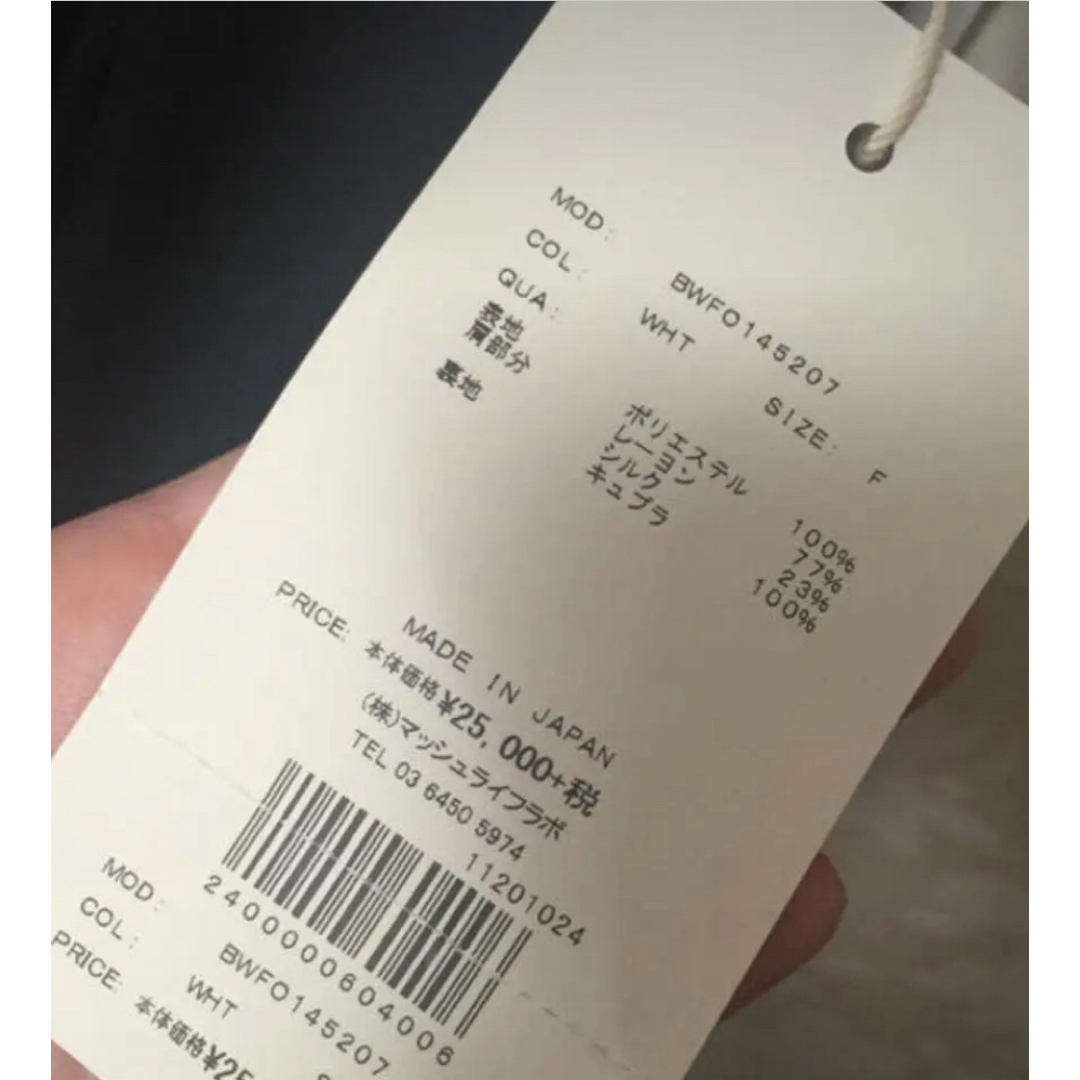 MOD: BWFO145207
COL: WHT SIZE: F
QUA:
表地 ポリエステル 100%
肩部分 レーヨン 77%
シルク 23%
裏地 キュプラ 100%
MADE IN JAPAN
PRICE: 本体価格¥25,000+税
(株)マッシュライフラボ
TEL 03 6450 5974
11201024
2400000604006
MOD: BWFO145207
COL: WHT
PRICE: 本体価格¥25